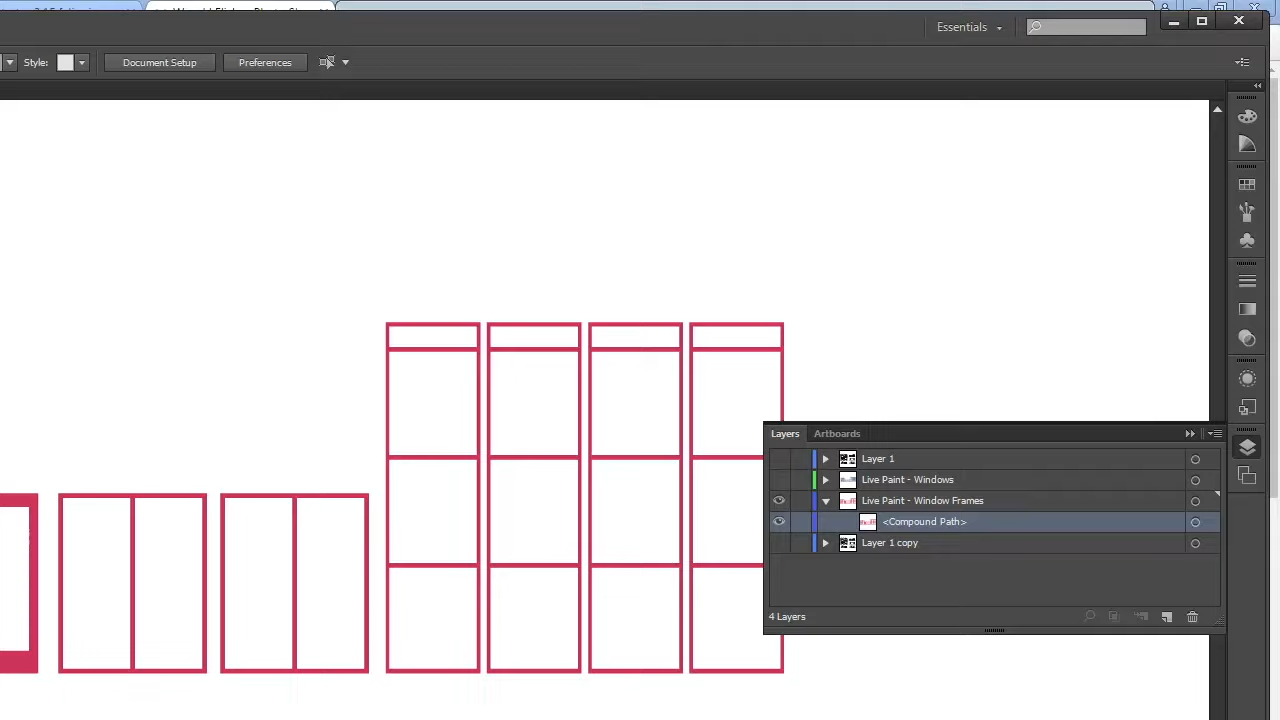 Essentials
Style:
Document Setup
Preferences
Layers
Artboards
Layer 1
Live Paint - Windows
Live Paint - Window Frames
<Compound Path>
Layer 1 copy
4 Layers